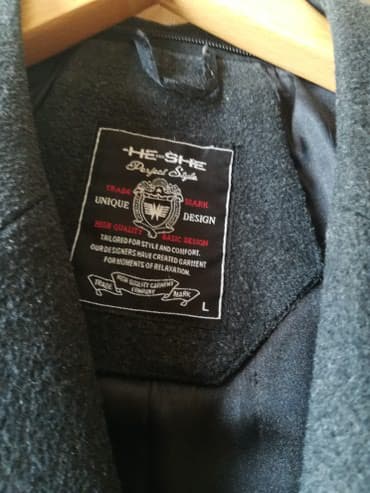 HE SHE
Perfect Style
TRADE MARK
UNIQUE DESIGN
HIGH QUALITY BASIC DESIGN
TAILORED FOR STYLE AND COMFORT.
OUR DESIGNERS HAVE CREATED GARMENT
FOR MOMENTS OF RELAXATION.
HIGH QUALITY GARMENT
TRADE COMPANY MARK
L